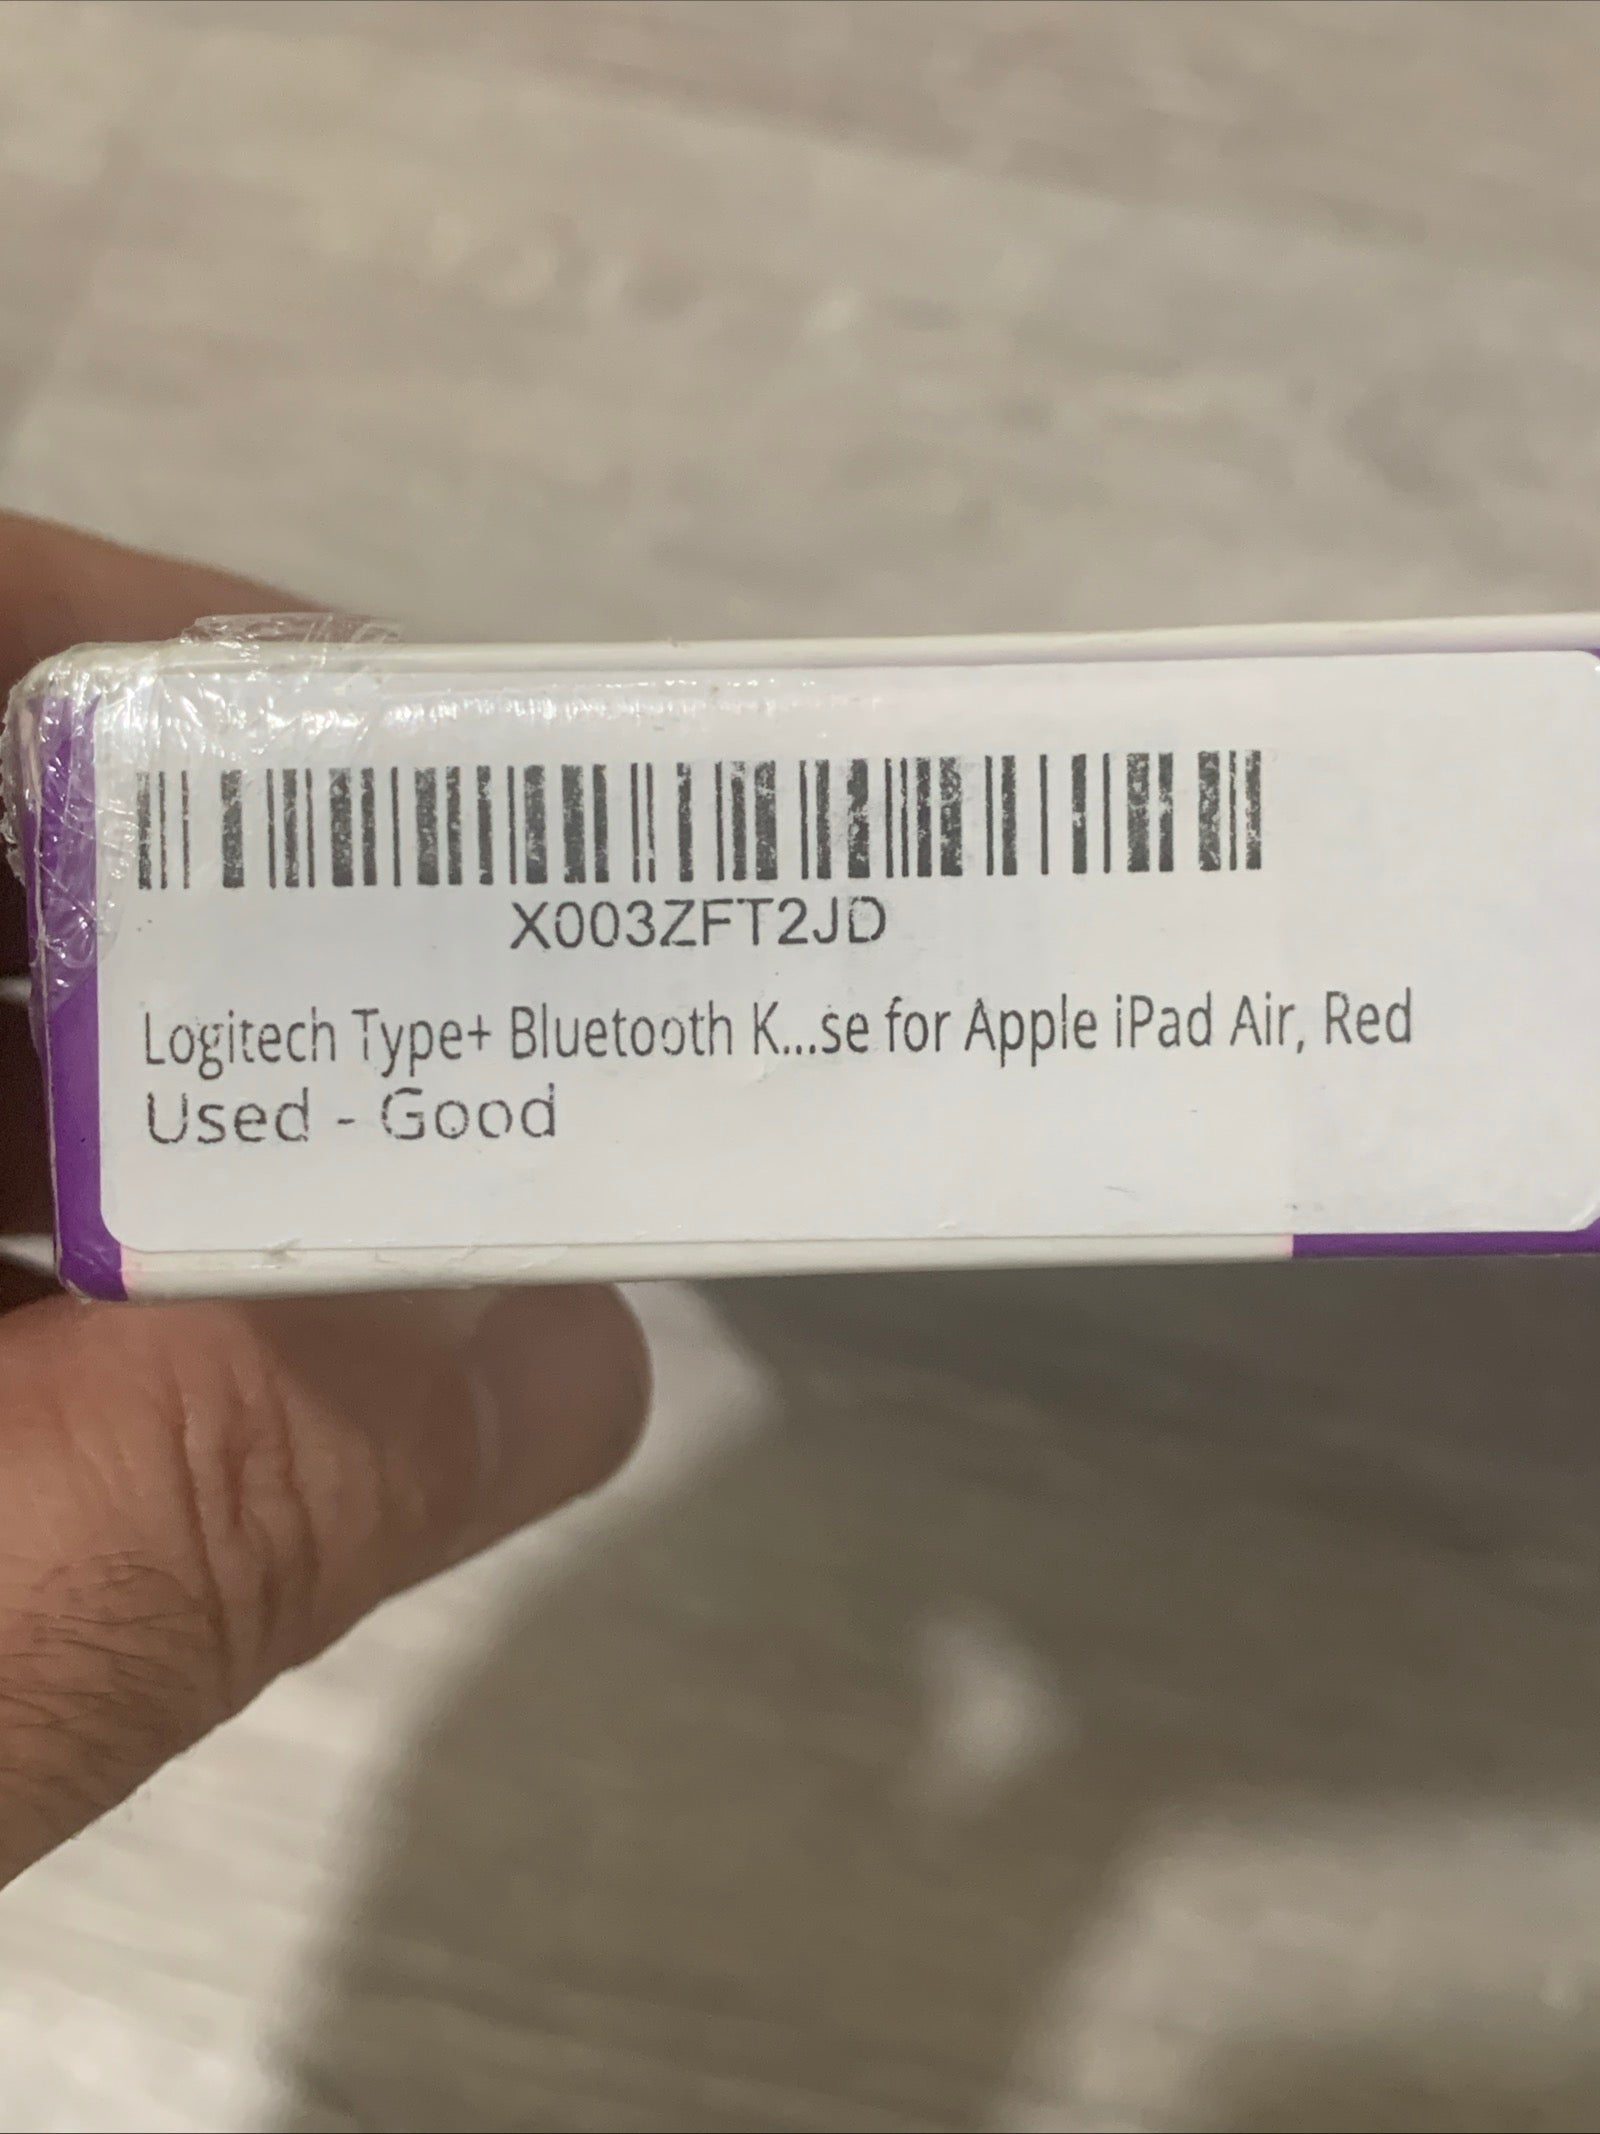 X003ZFT2JD
Logitech Type+ Bluetooth K...se for Apple iPad Air, Red
Used - Good